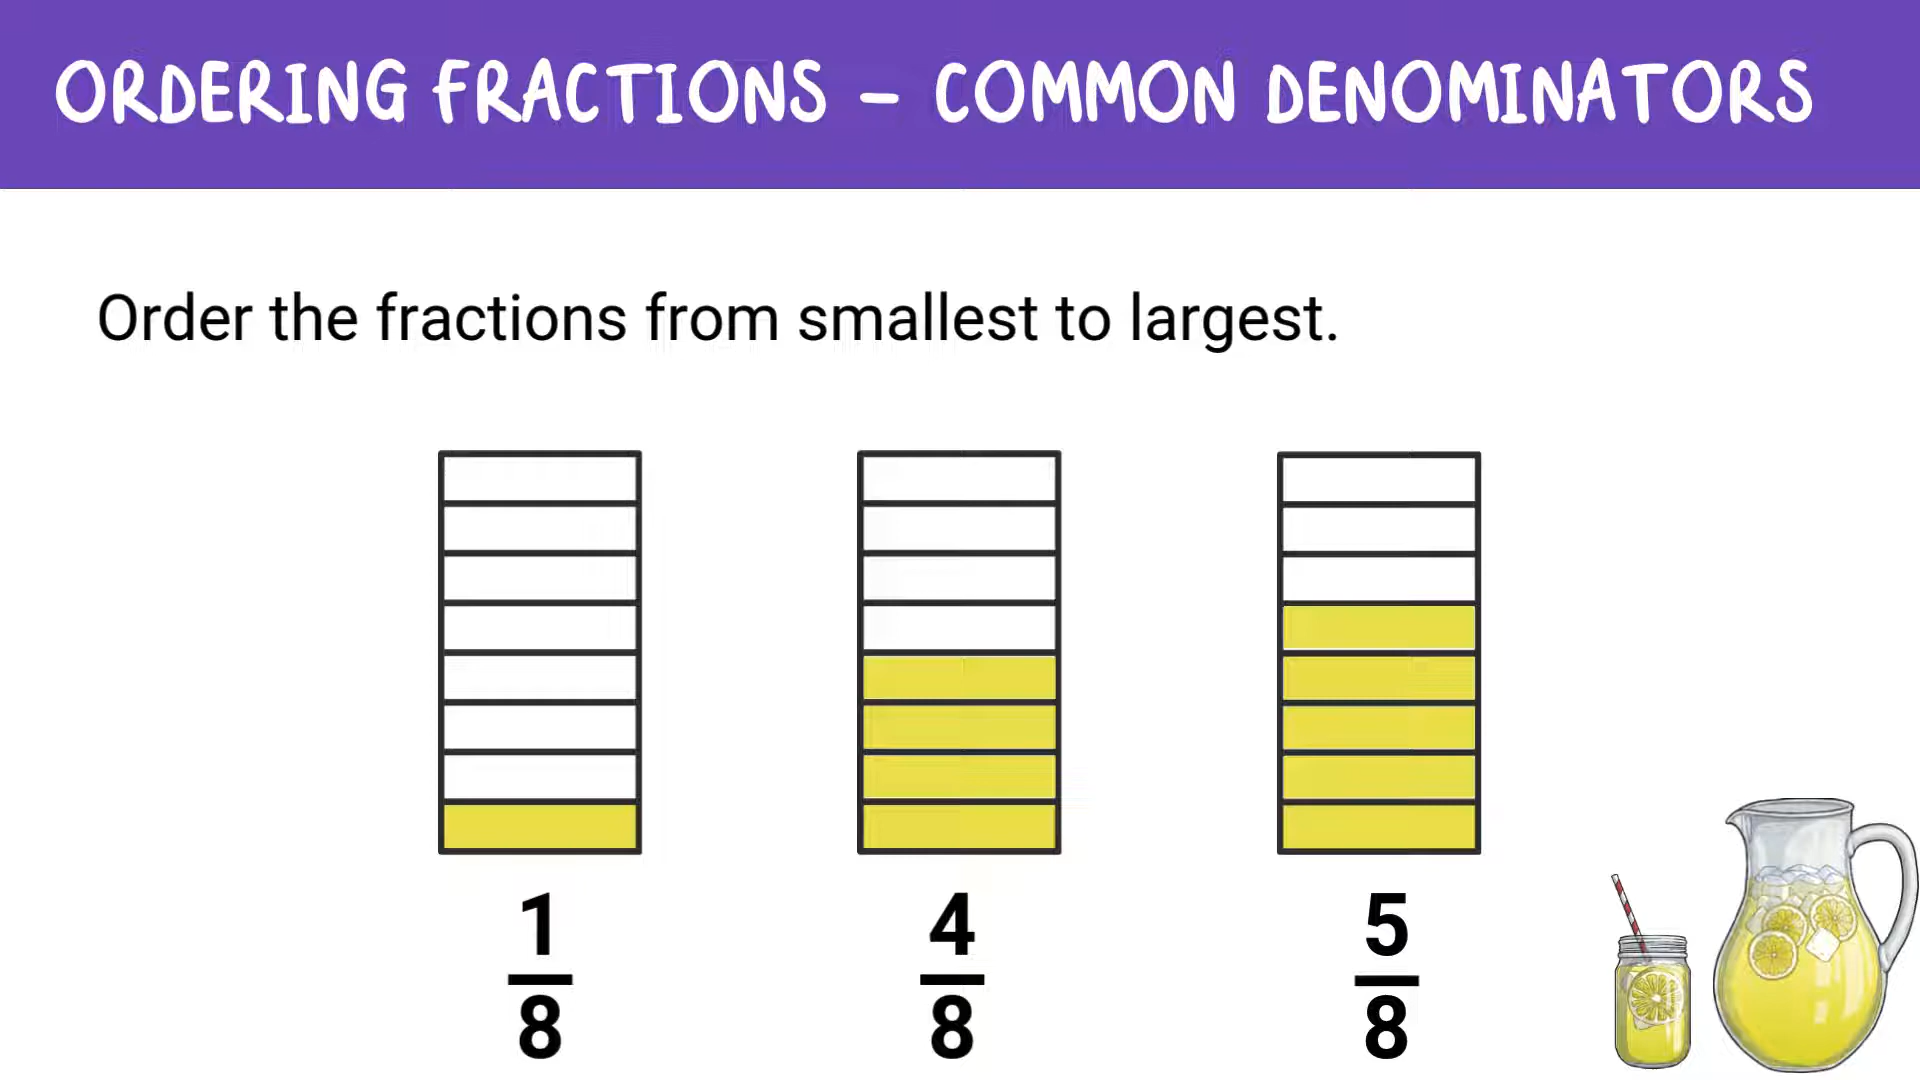 ORDERING FRACTIONS – COMMON DENOMINATORS
Order the fractions from smallest to largest.
1 4 5
8 8 8